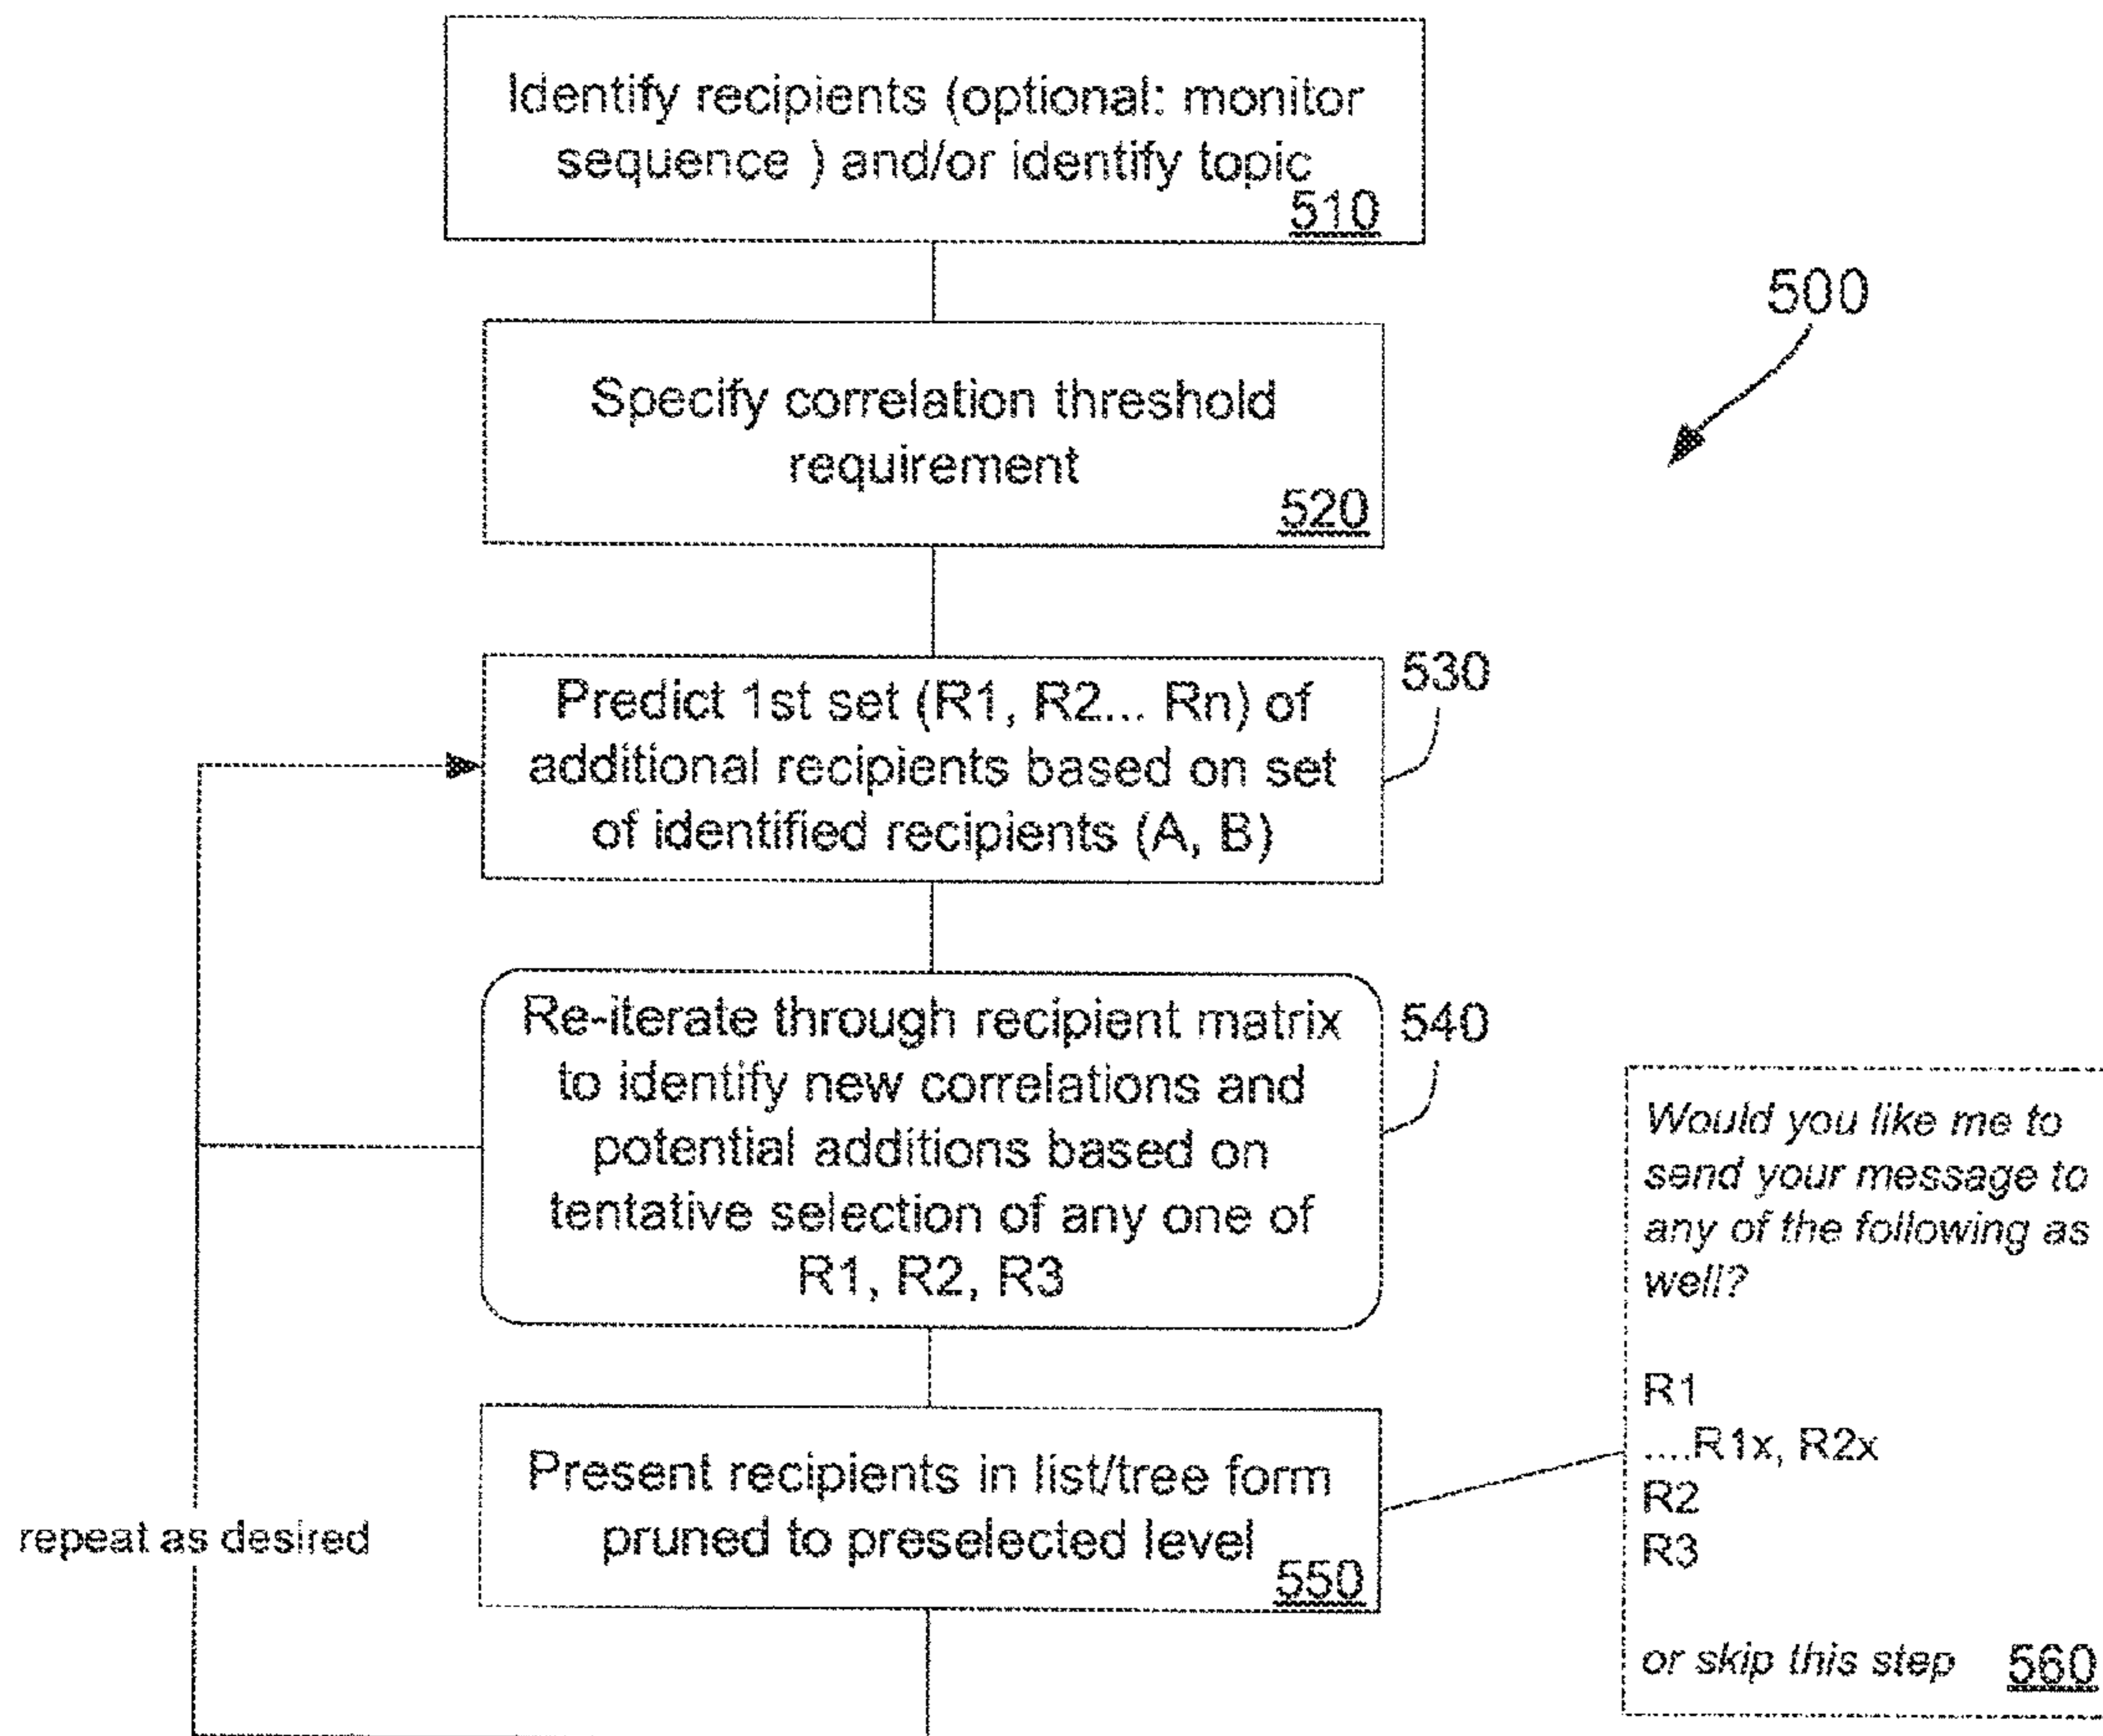 Identify recipients (optional: monitor
sequence ) and/or identify topic
510
500
Specify correlation threshold
requirement
520
Predict 1st set (R1, R2... Rn) of
additional recipients based on set
of identified recipients (A, B)
530
Re-iterate through recipient matrix
to identify new correlations and
potential additions based on
tentative selection of any one of
R1, R2, R3
540
Present recipients in list/tree form
pruned to preselected level
550
repeat as desired
Would you like me to
send your message to
any of the following as
well?
R1
....R1x, R2x
R2
R3
or skip this step 560